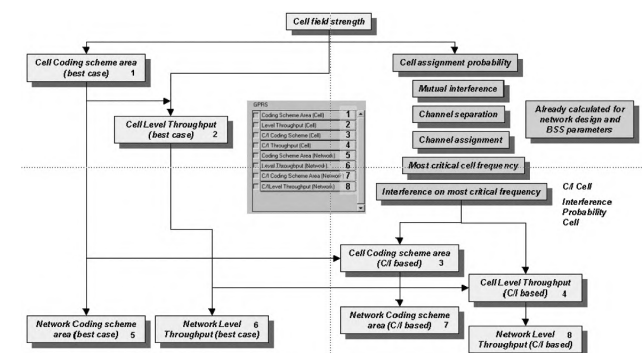 Cell field strength
Cell Coding scheme area
(best case) 1
Cell assignment probability
Mutual interference
Channel separation
Channel assignment
Most critical cell frequency
Interference on most critical frequency
Already calculated for
network design and
BSS parameters
Cell Level Throughput
(best case) 2
GPRS
Coding Scheme Area (Cell) 1
Level Throughput (Cell) 2
C/I Coding Scheme (Cell) 3
C/I Throughput (Cell) 4
Coding Scheme Area (Network) 5
Level Throughput (Network) 6
C/I Coding Scheme Area (Network) 7
C/I Level Throughput (Network) 8
C/I Cell
Interference
Probability
Cell
Cell Coding scheme area
(C/I based) 3
Cell Level Throughput
(C/I based) 4
Network Coding scheme
area (best case) 5
Network Level 6
Throughput (best case)
Network Coding scheme
area (C/I based) 7
Network Level 8
Throughput (C/I based)